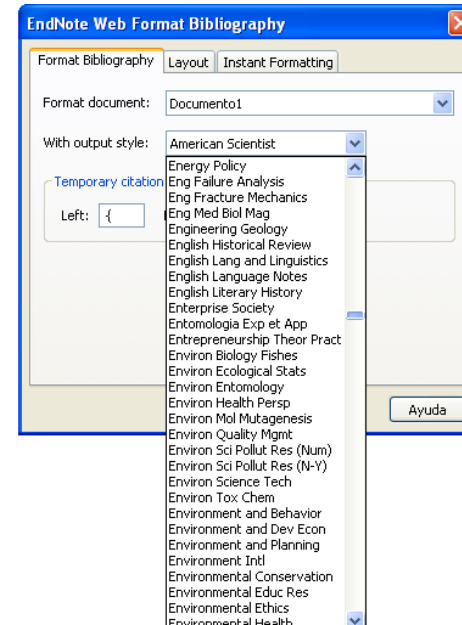 EndNote Web Format Bibliography
Format Bibliography Layout Instant Formatting
Format document: Documento1
With output style: American Scientist
Energy Policy
Temporary citation
Eng Failure Analysis
Eng Fracture Mechanics
Left: { Eng Med Biol Mag
Engineering Geology
English Historical Review
English Lang and Linguistics
English Language Notes
English Literary History
Enterprise Society
Entomologia Exp et App
Entrepreneurship Theor Pract
Environ Biology Fishes
Environ Ecological Stats
Environ Entomology
Environ Health Persp
Ayuda
Environ Mol Mutagenesis
Environ Quality Mgmt
Environ Sci Pollut Res (Num)
Environ Sci Pollut Res (N-Y)
Environ Science Tech
Environ Tox Chem
Environment and Behavior
Environment and Dev Econ
Environment and Planning
Environment Intl
Environmental Conservation
Environmental Educ Res
Environmental Ethics
Environmental Health